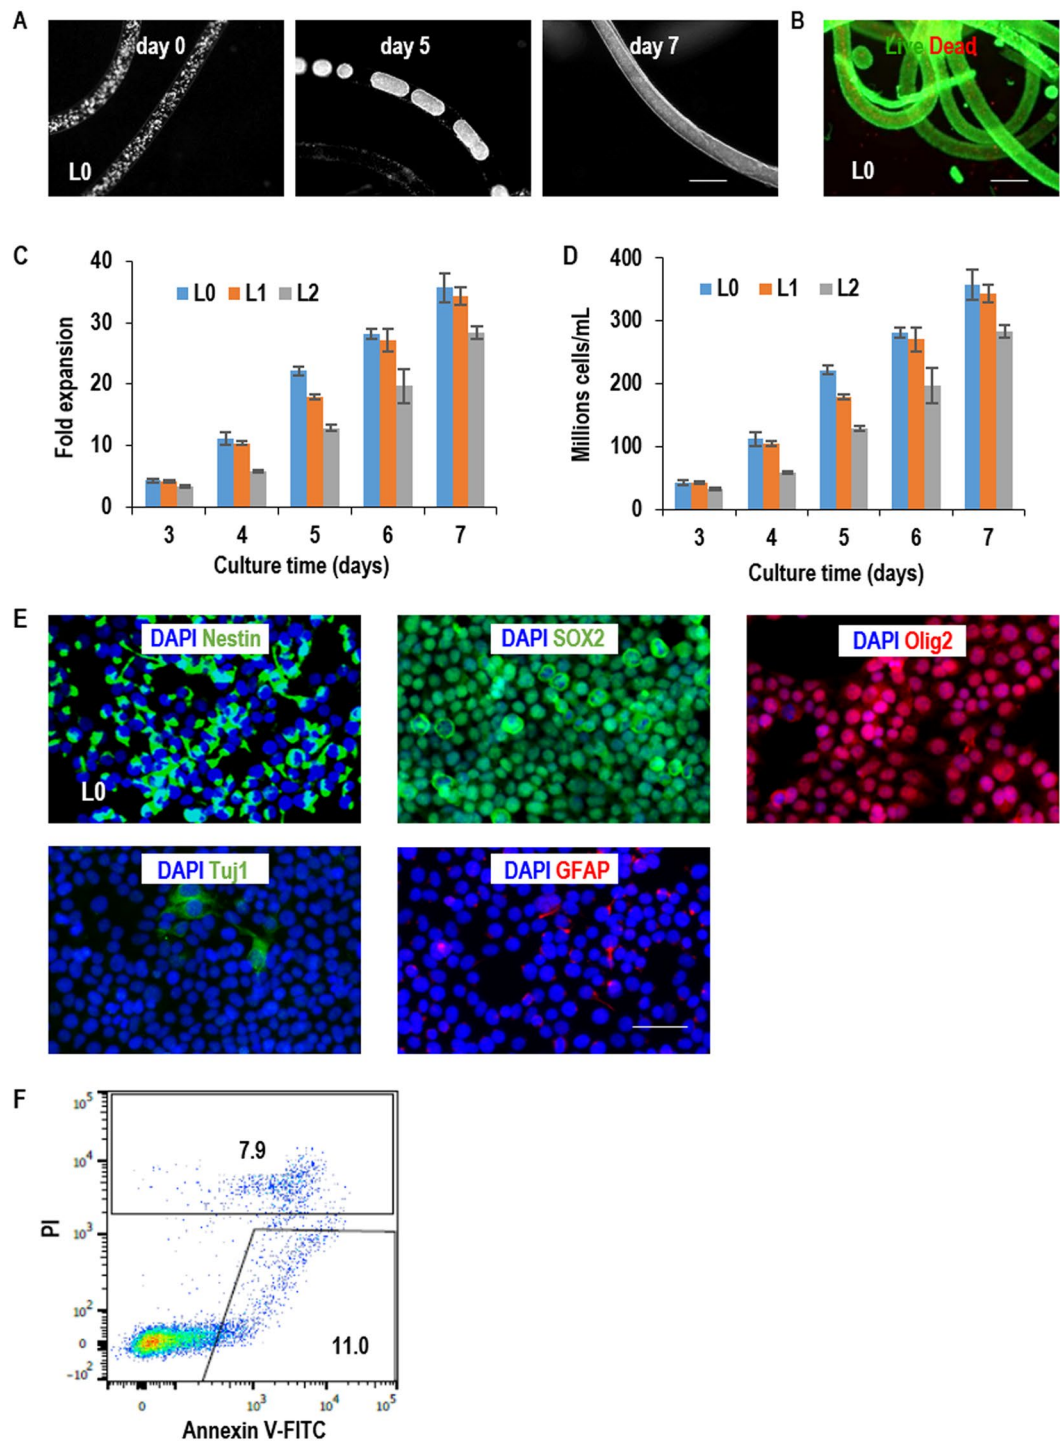 A
day 0
day 5
day 7
L0
B
Live Dead
L0
C
40
30
20
10
0
Fold expansion
L0 L1 L2
3 4 5 6 7
Culture time (days)
D
400
300
200
100
0
Millions cells/mL
L0 L1 L2
3 4 5 6 7
Culture time (days)
E
DAPI Nestin
L0
DAPI SOX2
DAPI Olig2
DAPI Tuj1
DAPI GFAP
F
10^5
10^4
10^3
10^2
0
-10^2
PI
7.9
11.0
0 10^3 10^4 10^5
Annexin V-FITC